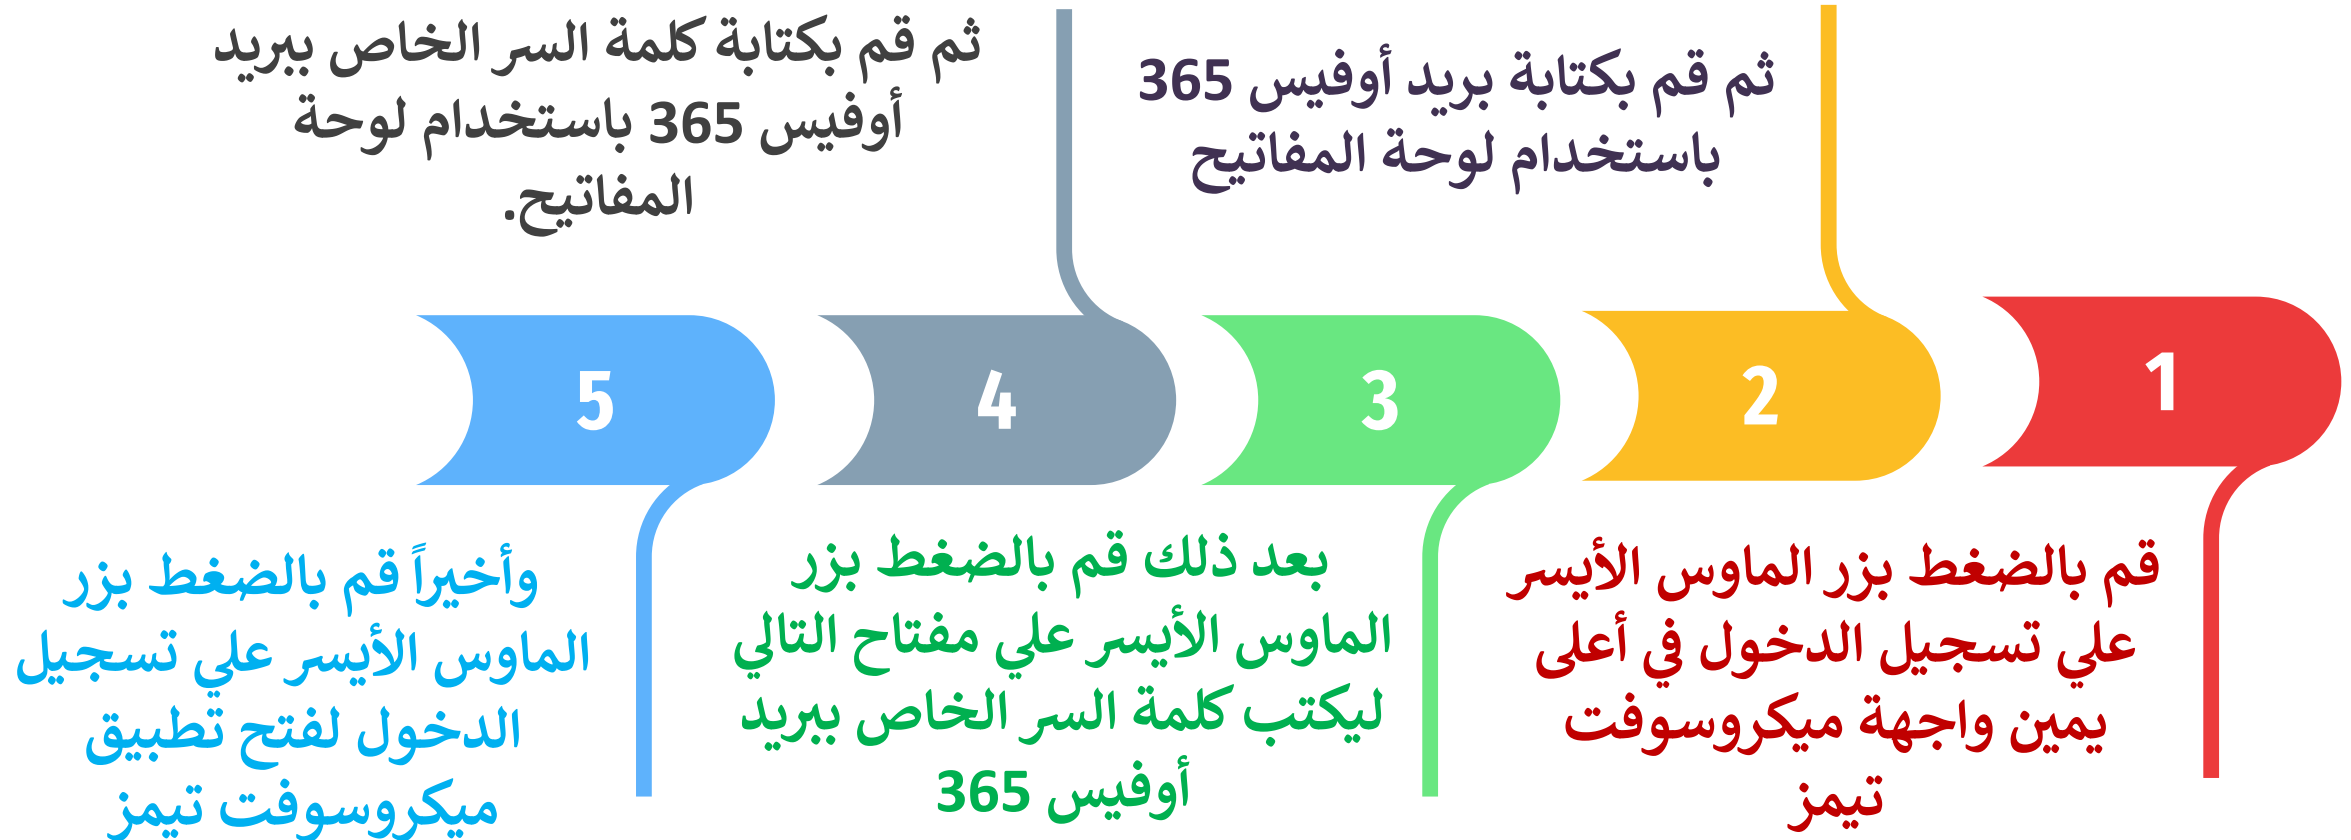 1
قم بالضغط بزر الماوس الأيسر
علي تسجيل الدخول في أعلى
يمين واجهة ميكروسوفت
تيمز
2
ثم قم بكتابة بريد أوفيس 365
باستخدام لوحة المفاتيح
3
بعد ذلك قم بالضغط بزر
الماوس الأيسر علي مفتاح التالي
ليكتب كلمة السر الخاص ببريد
أوفيس 365
4
ثم قم بكتابة كلمة السر الخاص ببريد
أوفيس 365 باستخدام لوحة
المفاتيح.
5
وأخيراً قم بالضغط بزر
الماوس الأيسر علي تسجيل
الدخول لفتح تطبيق
ميكروسوفت تيمز